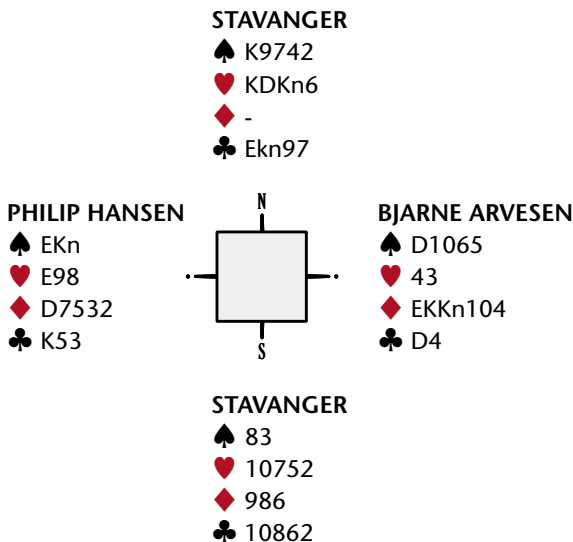 STAVANGER
♠ K9742
♥ KDKn6
♦ -
♣ Ekn97
PHILIP HANSEN
♠ EKn
♥ E98
♦ D7532
♣ K53
N
S
BJARNE ARVESEN
♠ D1065
♥ 43
♦ EKKn104
♣ D4
STAVANGER
♠ 83
♥ 10752
♦ 986
♣ 10862